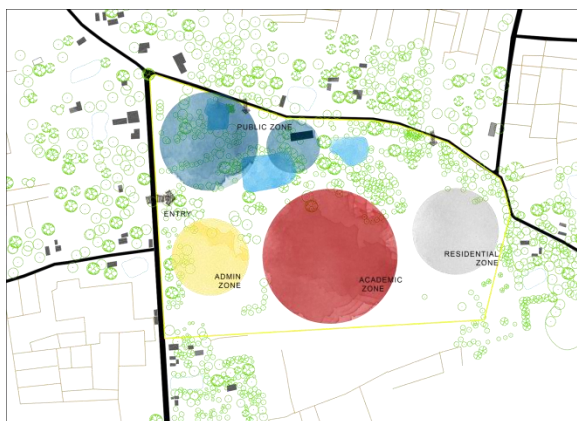 PUBLIC ZONE
ENTRY
ADMIN
ZONE
ACADEMIC
ZONE
RESIDENTIAL
ZONE